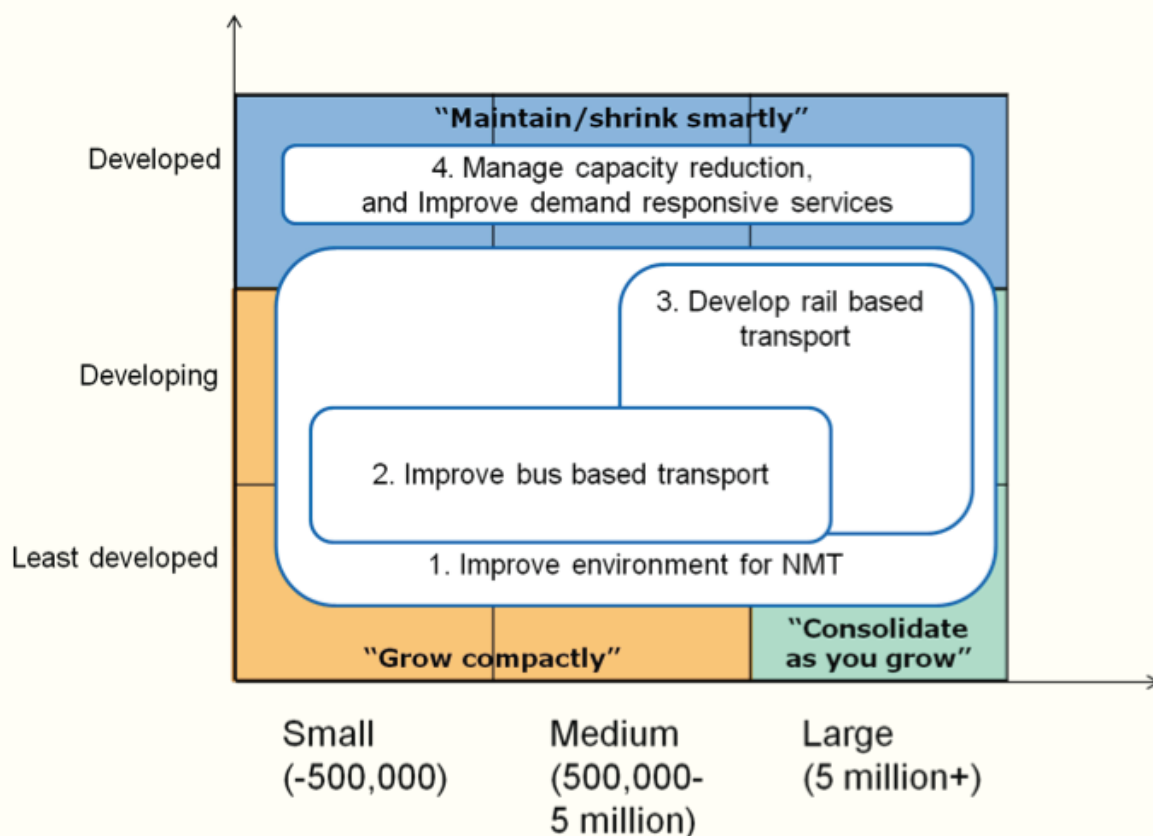 “Maintain/shrink smartly”
Developed
4. Manage capacity reduction,
and Improve demand responsive services
3. Develop rail based
transport
Developing
2. Improve bus based transport
Least developed
1. Improve environment for NMT
“Consolidate
as you grow”
“Grow compactly”
Small
(-500,000)
Medium
(500,000-
5 million)
Large
(5 million+)